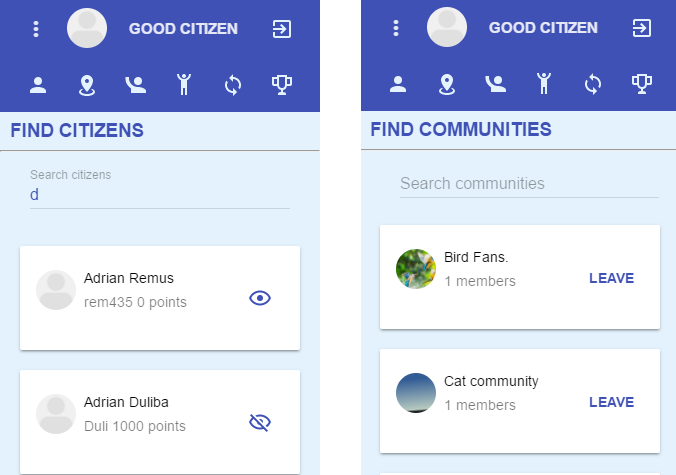 GOOD CITIZEN
FIND CITIZENS
Search citizens
d
Adrian Remus
rem435 0 points
Adrian Duliba
Duli 1000 points
GOOD CITIZEN
FIND COMMUNITIES
Search communities
Bird Fans.
1 members
LEAVE
Cat community
1 members
LEAVE